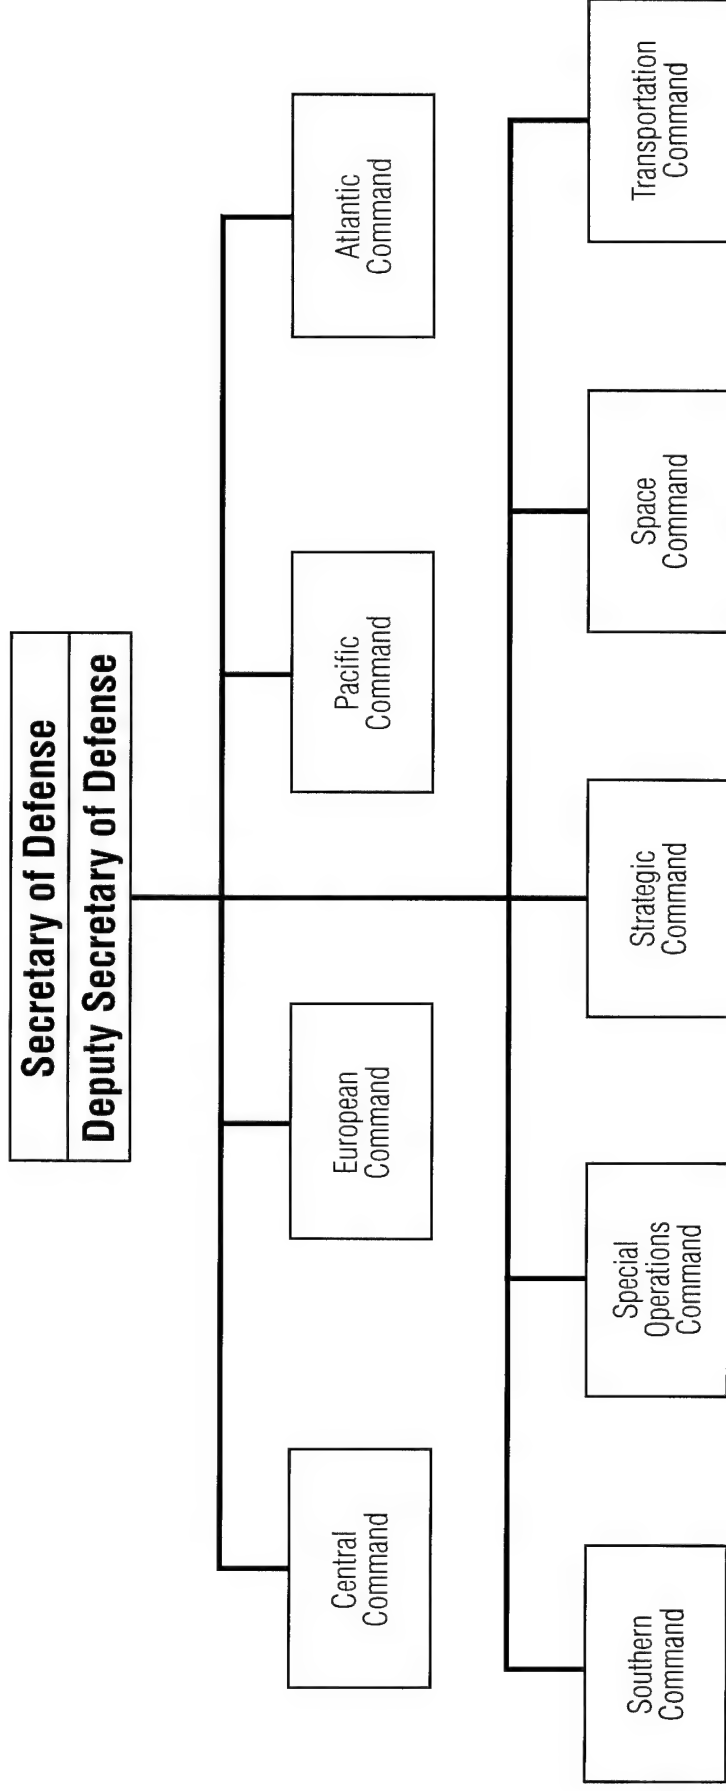 Secretary of Defense
Deputy Secretary of Defense
Central
Command
European
Command
Pacific
Command
Atlantic
Command
Southern
Command
Special
Operations
Command
Strategic
Command
Space
Command
Transportation
Command